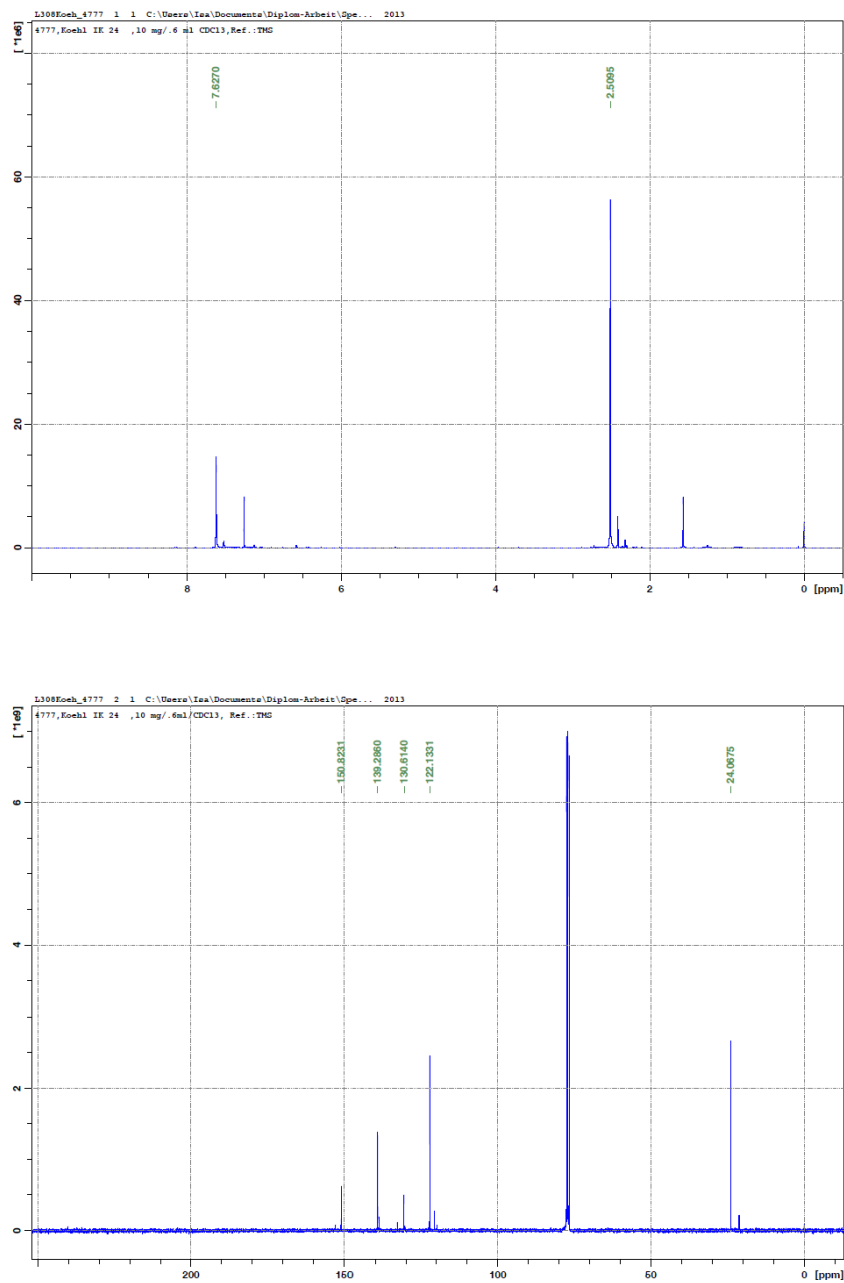 L308Koeh_4777 1 1 C:\Users\Isa\Documents\Diplom-Arbeit\Spe... 2013
4777,Koehl IK 24 ,10 mg/.6 ml CDCl3,Ref.:TMS
[ *1e6]
7.6270
2.5095
60
40
20
0
8
6
4
2
0 [ppm]
L308Koeh_4777 2 1 C:\Users\Isa\Documents\Diplom-Arbeit\Spe... 2013
4777,Koehl IK 24 ,10 mg/.6ml/CDCl3, Ref.:TMS
[ *1e9]
150.8231
139.2860
130.6140
122.1331
24.0675
6
4
2
0
200
150
100
50
0 [ppm]